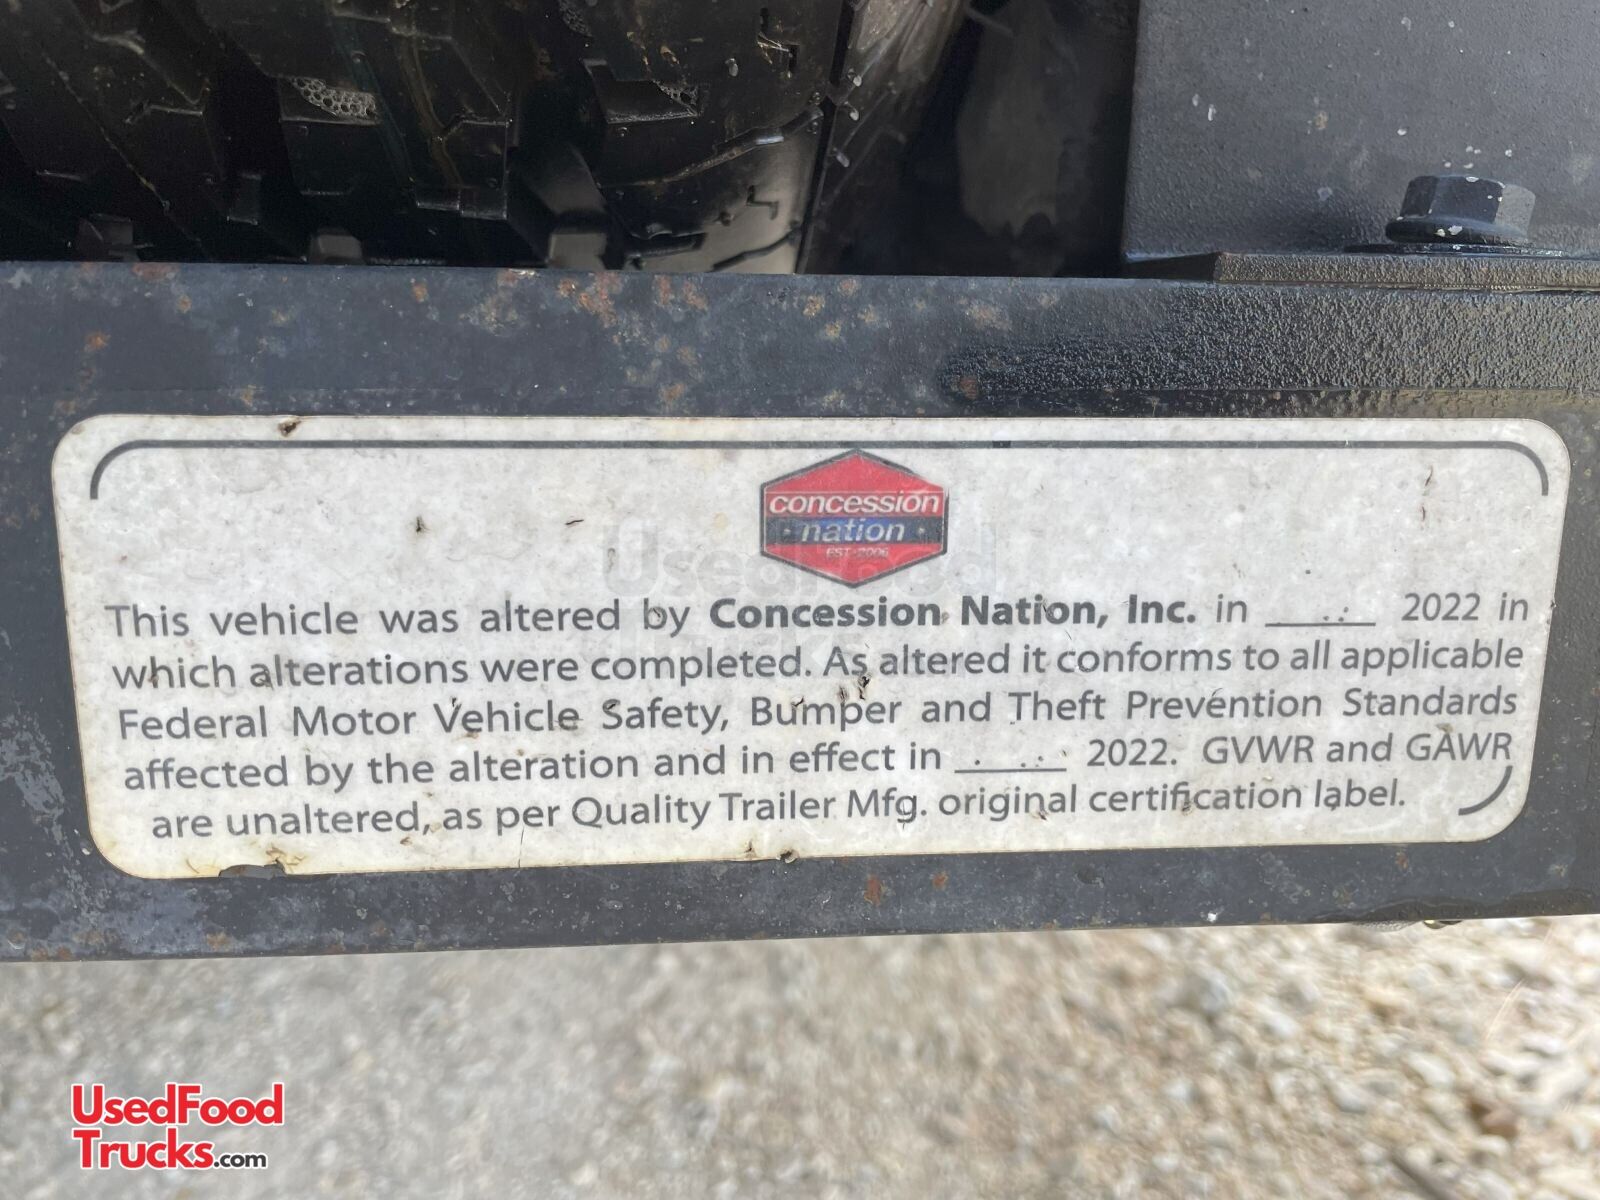 concession
nation
EST-2006
This vehicle was altered by Concession Nation, Inc. in ______ 2022 in
which alterations were completed. As altered it conforms to all applicable
Federal Motor Vehicle Safety, Bumper and Theft Prevention Standards
affected by the alteration and in effect in ______ 2022. GVWR and GAWR
are unaltered, as per Quality Trailer Mfg. original certification label.
UsedFood
Trucks.com